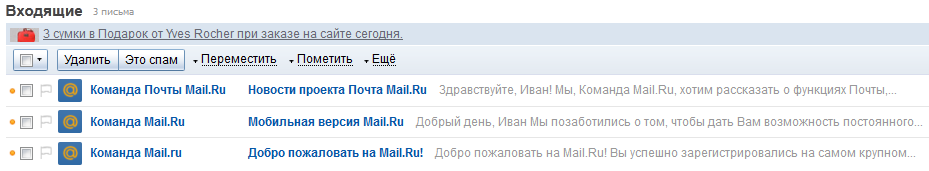 Входящие 3 письма
3 сумки в Подарок от Yves Rocher при заказе на сайте сегодня.
Удалить Это спам Переместить Пометить Ещё
Команда Почты Mail.Ru Новости проекта Почта Mail.Ru Здравствуйте, Иван! Мы, Команда Mail.Ru, хотим рассказать о функциях Почты,...
Команда Mail.Ru Мобильная версия Mail.Ru Добрый день, Иван Мы позаботились о том, чтобы дать Вам возможность постоянного...
Команда Mail.ru Добро пожаловать на Mail.Ru! Добро пожаловать на Mail.Ru! Вы успешно зарегистрировались на самом крупном...